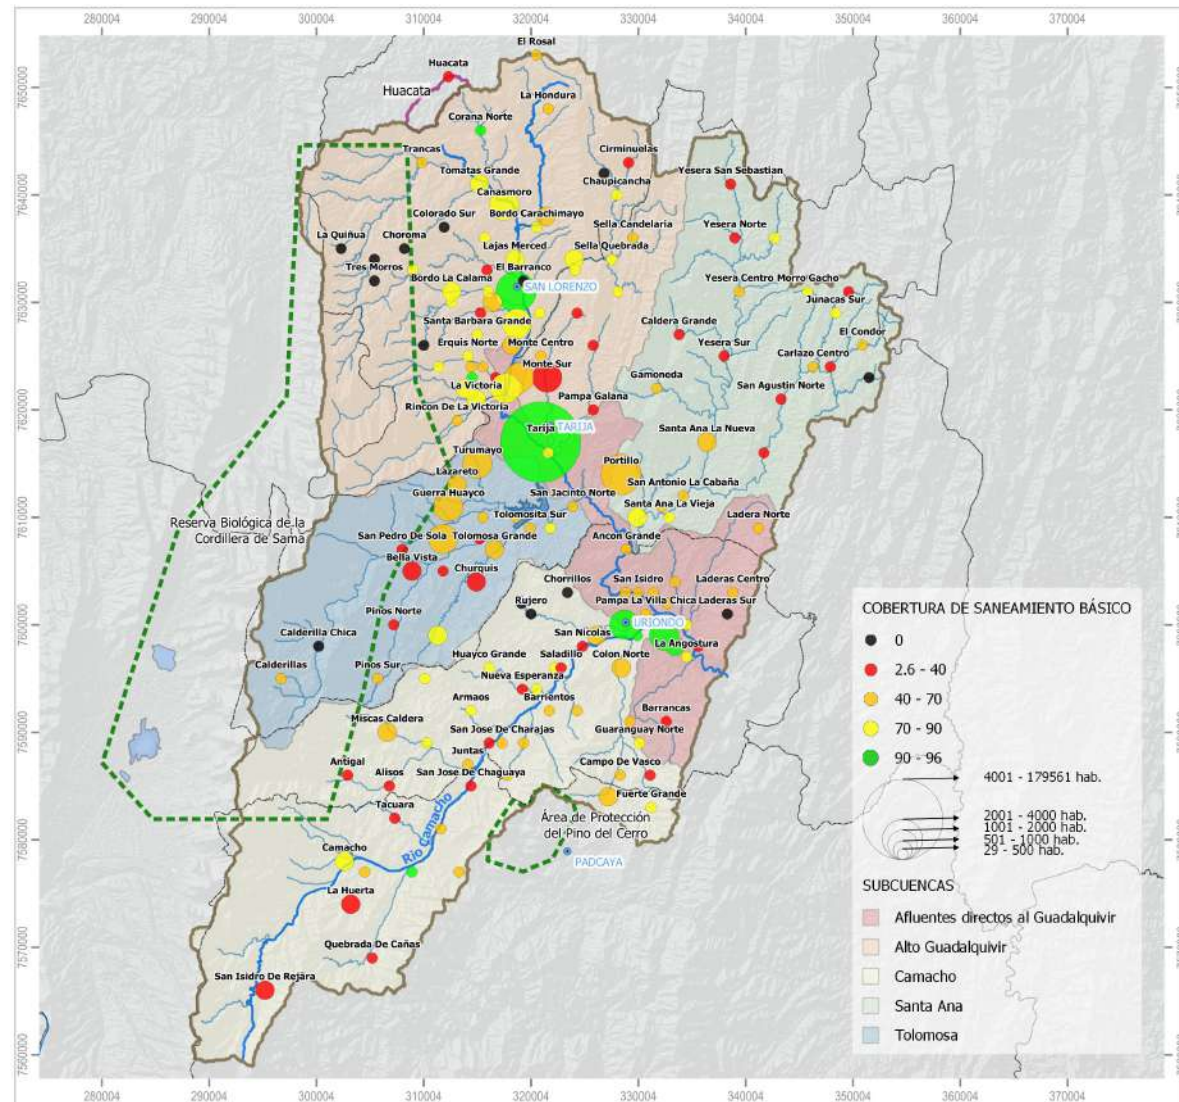 280004 290004 300004 310004 320004 330004 340004 350004 360004 370004
7650000
7640000
7630000
7620000
7610000
7600000
7590000
7580000
7570000
7560000
El Rosal
Huacata
Huacata
La Hondura
Corana Norte
Trancas
Cirminuelas
Tomatas Grande
Chaupicancha
Yesera San Sebastian
Canasmoro
Colorado Sur
Bordo Carachimayo
La Quiñua
Choroma
Sella Candelaria
Yesera Norte
Lajas Merced
Sella Quebrada
Tres Morros
El Barranco
Bordo La Calama
SAN LORENZO
Yesera Centro
Morro Gacho
Junacas Sur
Santa Barbara Grande
Caldera Grande
El Condor
Erquis Norte
Monte Centro
Yesera Sur
Carlazo Centro
Monte Sur
La Victoria
Gamoneda
San Agustin Norte
Pampa Galana
Rincon De La Victoria
Tarija
TARIJA
Santa Ana La Nueva
Turumayo
Portillo
Lazareto
San Antonio La Cabaña
Guerra Huayco
San Jacinto Norte
Santa Ana La Vieja
Tolomosita Sur
Ladera Norte
Reserva Biológica de la
Cordillera de Sama
San Pedro De Sola
Tolomosa Grande
Ancon Grande
Bella Vista
Churquis
Chorrillos
San Isidro
Laderas Centro
Rujero
Pampa La Villa Chica
Laderas Sur
Pinos Norte
URIONDO
Calderilla Chica
San Nicolas
La Angostura
Huayco Grande
Saladillo
Colon Norte
Calderillas
Pinos Sur
Nueva Esperanza
Armaos
Barrientos
Barrancas
Miscas Caldera
San Jose De Charajas
Guaranguay Norte
Juntas
Antigal
Alisos
San Jose De Chaguaya
Campo De Vasco
Tacuara
Fuerte Grande
Rio Camacho
Área de Protección
del Pino del Cerro
Camacho
PADCAYA
La Huerta
Quebrada De Cañas
San Isidro De Rejára
COBERTURA DE SANEAMIENTO BÁSICO
0
2.6 - 40
40 - 70
70 - 90
90 - 96
4001 - 179561 hab.
2001 - 4000 hab.
1001 - 2000 hab.
501 - 1000 hab.
29 - 500 hab.
SUBCUENCAS
Afluentes directos al Guadalquivir
Alto Guadalquivir
Camacho
Santa Ana
Tolomosa
280004 290004 300004 310004 320004 330004 340004 350004 360004 370004